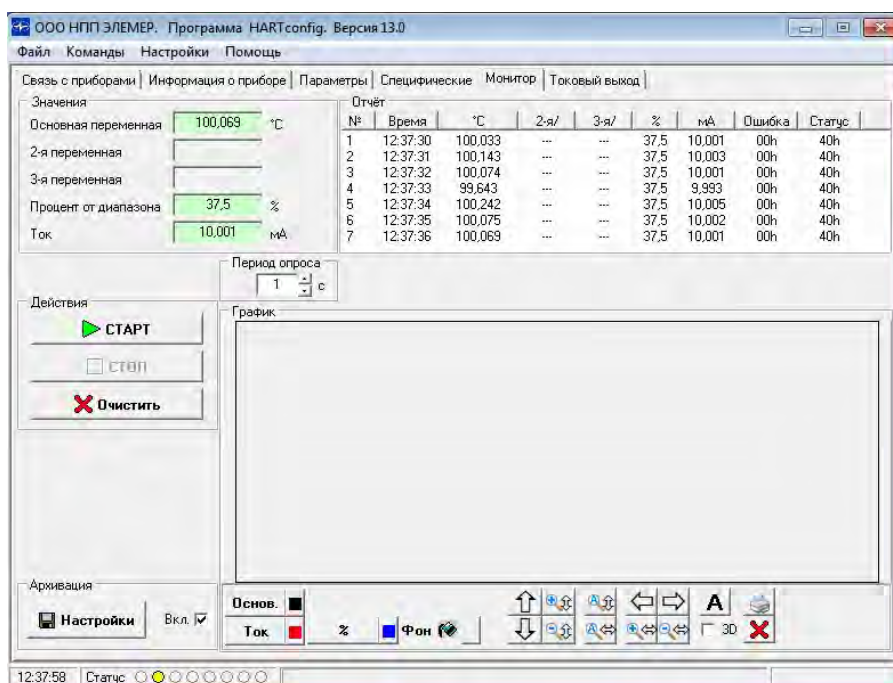 ООО НПП ЭЛЕМЕР. Программа HARTconfig. Версия 13.0
Файл Команды Настройки Помощь
Связь с приборами Информация о приборе Параметры Специфические Монитор Токовый выход
Значения
Основная переменная 100,069 °C
2-я переменная
3-я переменная
Процент от диапазона 37,5 %
Ток 10,001 мА
Отчёт
№ Время °C 2-я/ 3-я/ % мА Ошибка Статус
1 12:37:30 100,033 --- --- 37,5 10,001 00h 40h
2 12:37:31 100,143 --- --- 37,5 10,003 00h 40h
3 12:37:32 100,074 --- --- 37,5 10,001 00h 40h
4 12:37:33 99,643 --- --- 37,5 9,993 00h 40h
5 12:37:34 100,242 --- --- 37,5 10,005 00h 40h
6 12:37:35 100,075 --- --- 37,5 10,002 00h 40h
7 12:37:36 100,069 --- --- 37,5 10,001 00h 40h
Период опроса
1 с
Действия
СТАРТ
СТОП
Очистить
График
Архивация
Настройки Вкл.
Основ.
Ток % Фон
A
3D
12:37:58 Статус